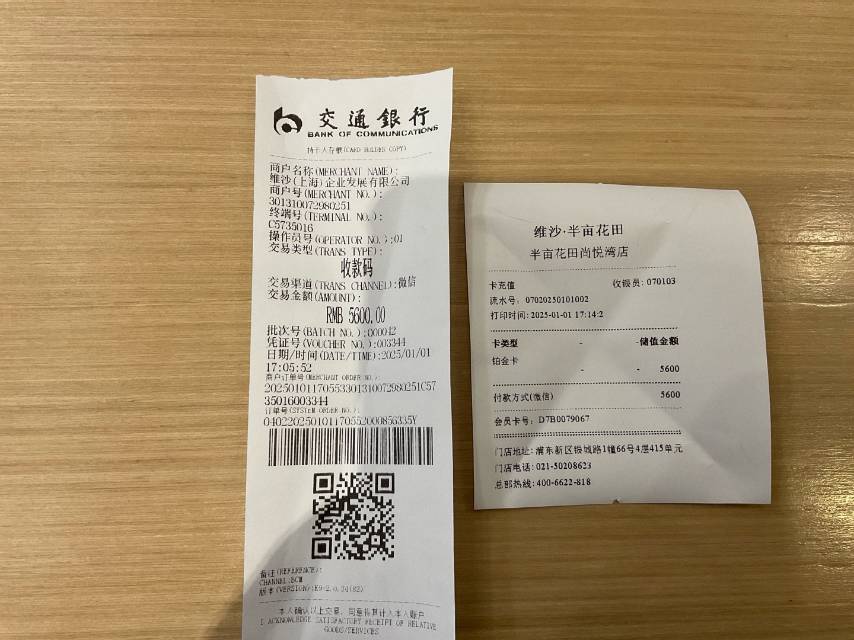 交通銀行
BANK OF COMMUNICATIONS
持卡人存根(CARD HOLDER COPY)
商户名称(MERCHANT NAME):
维沙(上海)企业发展有限公司
商户号(MERCHANT NO.):
301310072980251
终端号(TERMINAL NO.):
C5735016
操作员号(OPERATOR NO.):01
交易类型(TRANS TYPE):
收款码
交易渠道(TRANS CHANNEL):微信
交易金额(AMOUNT):
RMB 5600.00
批次号(BATCH NO.):000042
凭证号(VOUCHER NO.):003344
日期/时间(DATE/TIME):2025/01/01
17:05:52
商户订单号(MERCHANT ORDER NO.):
20250101170553301310072980251C57
35016003344
订单号(SYSTEM ORDER NO.):
040220250101170552000856335Y
备注(REFERENCE):
CHANNEL:BCM
版本(VERSION):
本人确认以上交易，同意将其计入本人账户
I ACKNOWLEDGE SATISFACTORY RECEIPT OF RELATIVE
GOODS/SERVICES
维沙·半亩花田
半亩花田尚悦湾店
卡充值 收银员: 070103
流水号: 07020250101002
打印时间: 2025-01-01 17:14:2
卡类型 - -储值金额
铂金卡
- - 5600
付款方式(微信) 5600
会员卡号: D7B0079067
门店地址: 浦东新区楼城路1幢66号4层415单元
门店电话: 021-50208623
总部热线: 400-6622-818